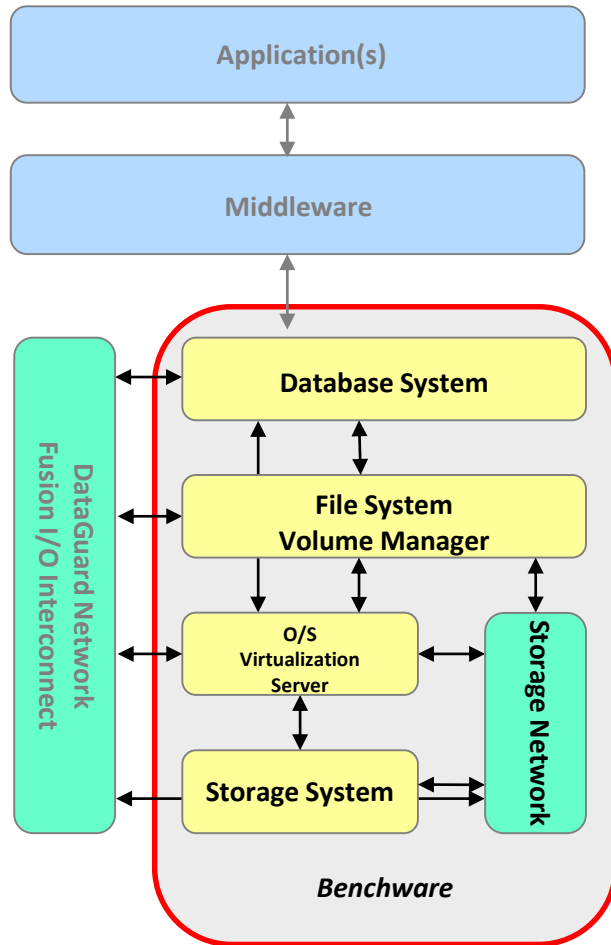 Application(s)
Middleware
Database System
DataGuard Network
Fusion I/O Interconnect
File System
Volume Manager
O/S
Virtualization
Server
Storage Network
Storage System
Benchware